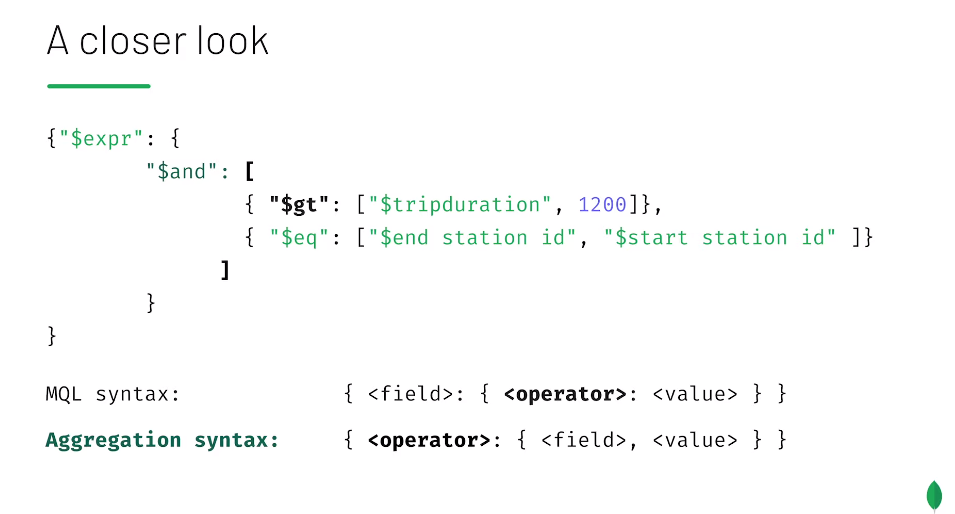 A closer look
{"$expr": {
"$and": [
{ "$gt": ["$tripduration", 1200]},
{ "$eq": ["$end station id", "$start station id" ]}
]
}
}
MQL syntax: { <field>: { <operator>: <value> } }
Aggregation syntax: { <operator>: { <field>, <value> } }